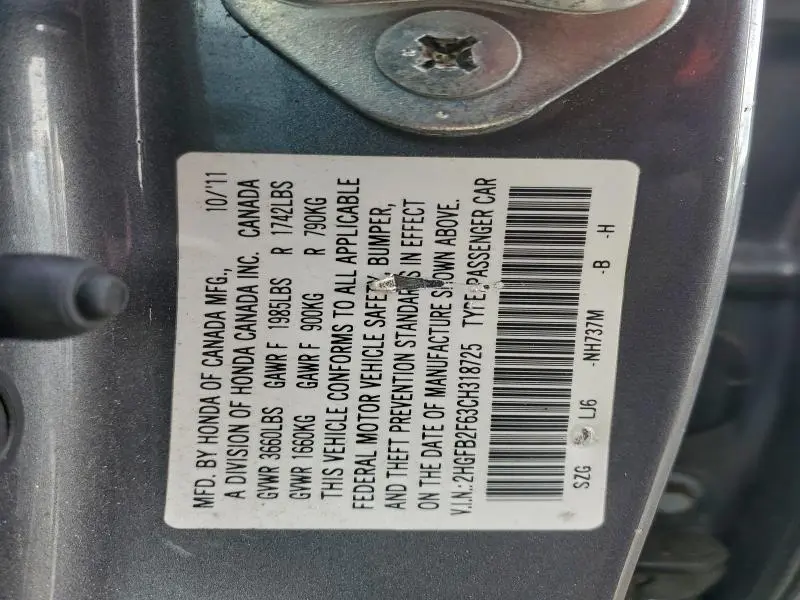 MFD. BY HONDA OF CANADA MFG., 10/'11
A DIVISION OF HONDA CANADA INC. CANADA
GVWR 3660LBS GAWR F 1985LBS R 1742LBS
GVWR 1660KG GAWR F 900KG R 790KG
THIS VEHICLE CONFORMS TO ALL APPLICABLE
FEDERAL MOTOR VEHICLE SAFETY, BUMPER,
AND THEFT PREVENTION STANDARDS IN EFFECT
ON THE DATE OF MANUFACTURE SHOWN ABOVE.
V.I.N.:2HGFB2F63CH318725 TYPE:PASSENGER CAR
SZG LJ6 -NH737M -B -H